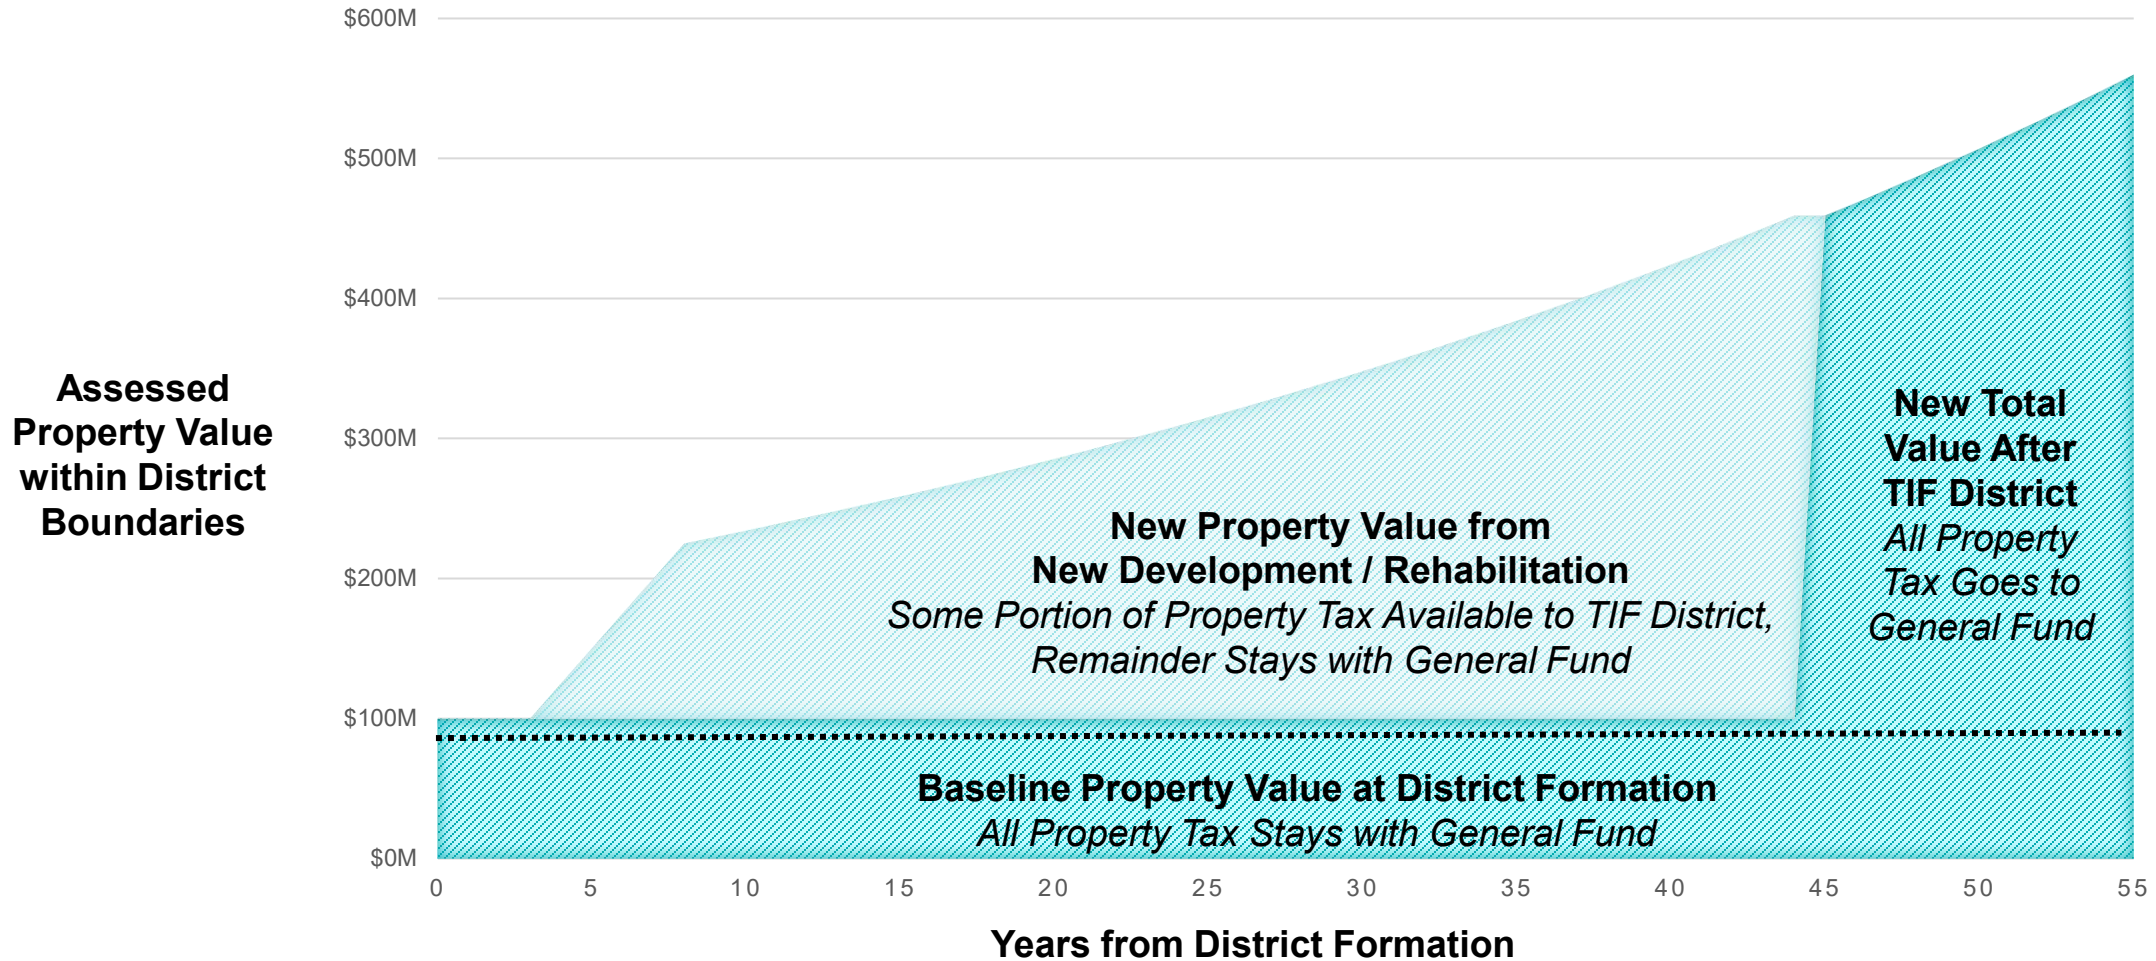 $600M
$500M
$400M
$300M
$200M
$100M
$0M
Assessed
Property Value
within District
Boundaries
New Property Value from
New Development / Rehabilitation
Some Portion of Property Tax Available to TIF District,
Remainder Stays with General Fund
New Total
Value After
TIF District
All Property
Tax Goes to
General Fund
Baseline Property Value at District Formation
All Property Tax Stays with General Fund
0 5 10 15 20 25 30 35 40 45 50 55
Years from District Formation